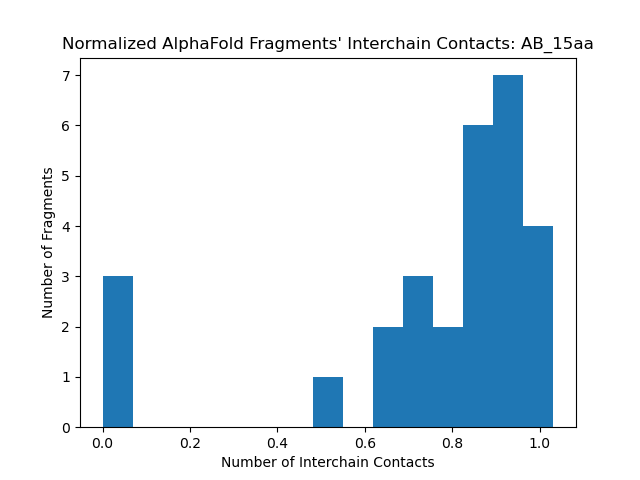 Normalized AlphaFold Fragments' Interchain Contacts: AB_15aa
7
6
5
4
3
2
1
0
Number of Fragments
0.0 0.2 0.4 0.6 0.8 1.0
Number of Interchain Contacts